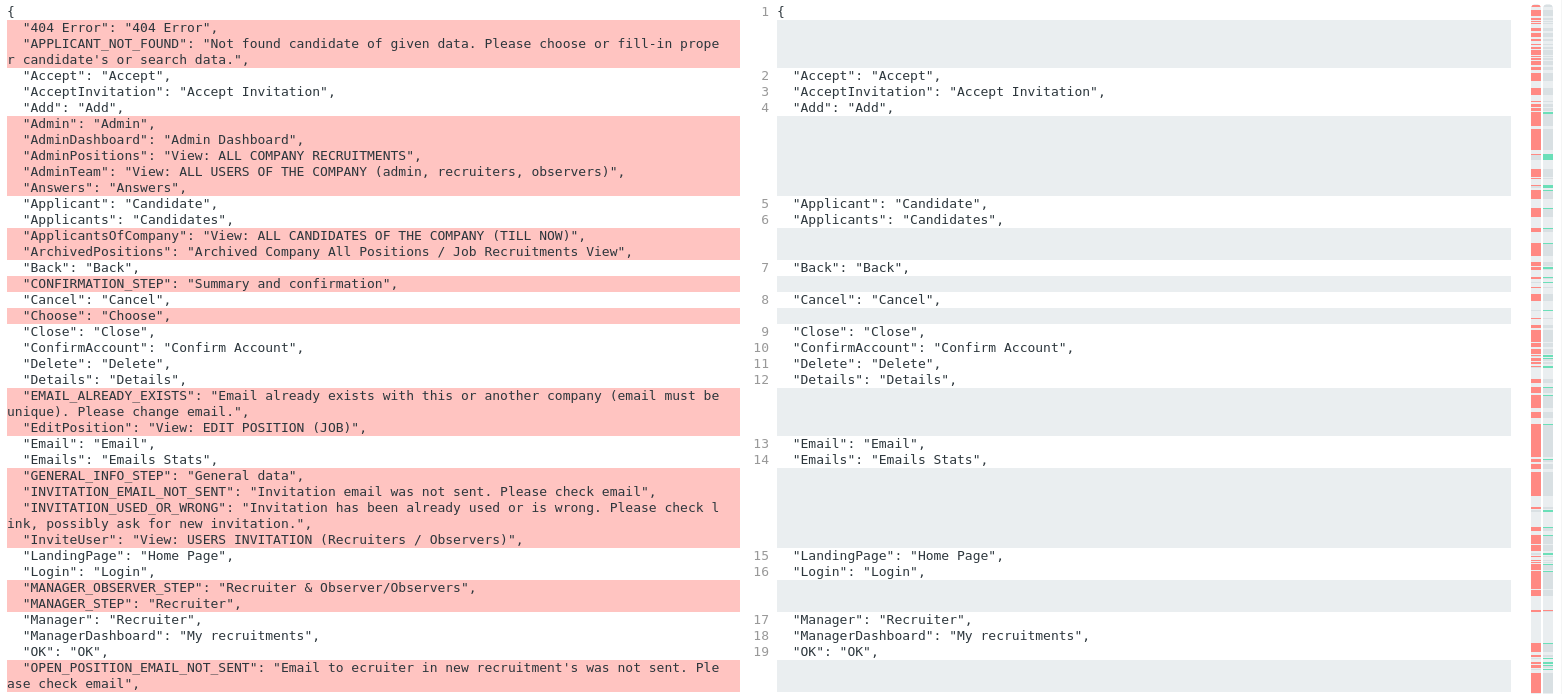 {
"404 Error": "404 Error",
"APPLICANT_NOT_FOUND": "Not found candidate of given data. Please choose or fill-in prope
r candidate's or search data.",
"Accept": "Accept",
"AcceptInvitation": "Accept Invitation",
"Add": "Add",
"Admin": "Admin",
"AdminDashboard": "Admin Dashboard",
"AdminPositions": "View: ALL COMPANY RECRUITMENTS",
"AdminTeam": "View: ALL USERS OF THE COMPANY (admin, recruiters, observers)",
"Answers": "Answers",
"Applicant": "Candidate",
"Applicants": "Candidates",
"ApplicantsOfCompany": "View: ALL CANDIDATES OF THE COMPANY (TILL NOW)",
"ArchivedPositions": "Archived Company All Positions / Job Recruitments View",
"Back": "Back",
"CONFIRMATION_STEP": "Summary and confirmation",
"Cancel": "Cancel",
"Choose": "Choose",
"Close": "Close",
"ConfirmAccount": "Confirm Account",
"Delete": "Delete",
"Details": "Details",
"EMAIL_ALREADY_EXISTS": "Email already exists with this or another company (email must be
unique). Please change email.",
"EditPosition": "View: EDIT POSITION (JOB)",
"Email": "Email",
"Emails": "Emails Stats",
"GENERAL_INFO_STEP": "General data",
"INVITATION_EMAIL_NOT_SENT": "Invitation email was not sent. Please check email",
"INVITATION_USED_OR_WRONG": "Invitation has been already used or is wrong. Please check l
ink, possibly ask for new invitation.",
"InviteUser": "View: USERS INVITATION (Recruiters / Observers)",
"LandingPage": "Home Page",
"Login": "Login",
"MANAGER_OBSERVER_STEP": "Recruiter & Observer/Observers",
"MANAGER_STEP": "Recruiter",
"Manager": "Recruiter",
"ManagerDashboard": "My recruitments",
"OK": "OK",
"OPEN_POSITION_EMAIL_NOT_SENT": "Email to ecruiter in new recruitment's was not sent. Ple
ase check email",
1 {
2 "Accept": "Accept",
3 "AcceptInvitation": "Accept Invitation",
4 "Add": "Add",
5 "Applicant": "Candidate",
6 "Applicants": "Candidates",
7 "Back": "Back",
8 "Cancel": "Cancel",
9 "Close": "Close",
10 "ConfirmAccount": "Confirm Account",
11 "Delete": "Delete",
12 "Details": "Details",
13 "Email": "Email",
14 "Emails": "Emails Stats",
15 "LandingPage": "Home Page",
16 "Login": "Login",
17 "Manager": "Recruiter",
18 "ManagerDashboard": "My recruitments",
19 "OK": "OK",